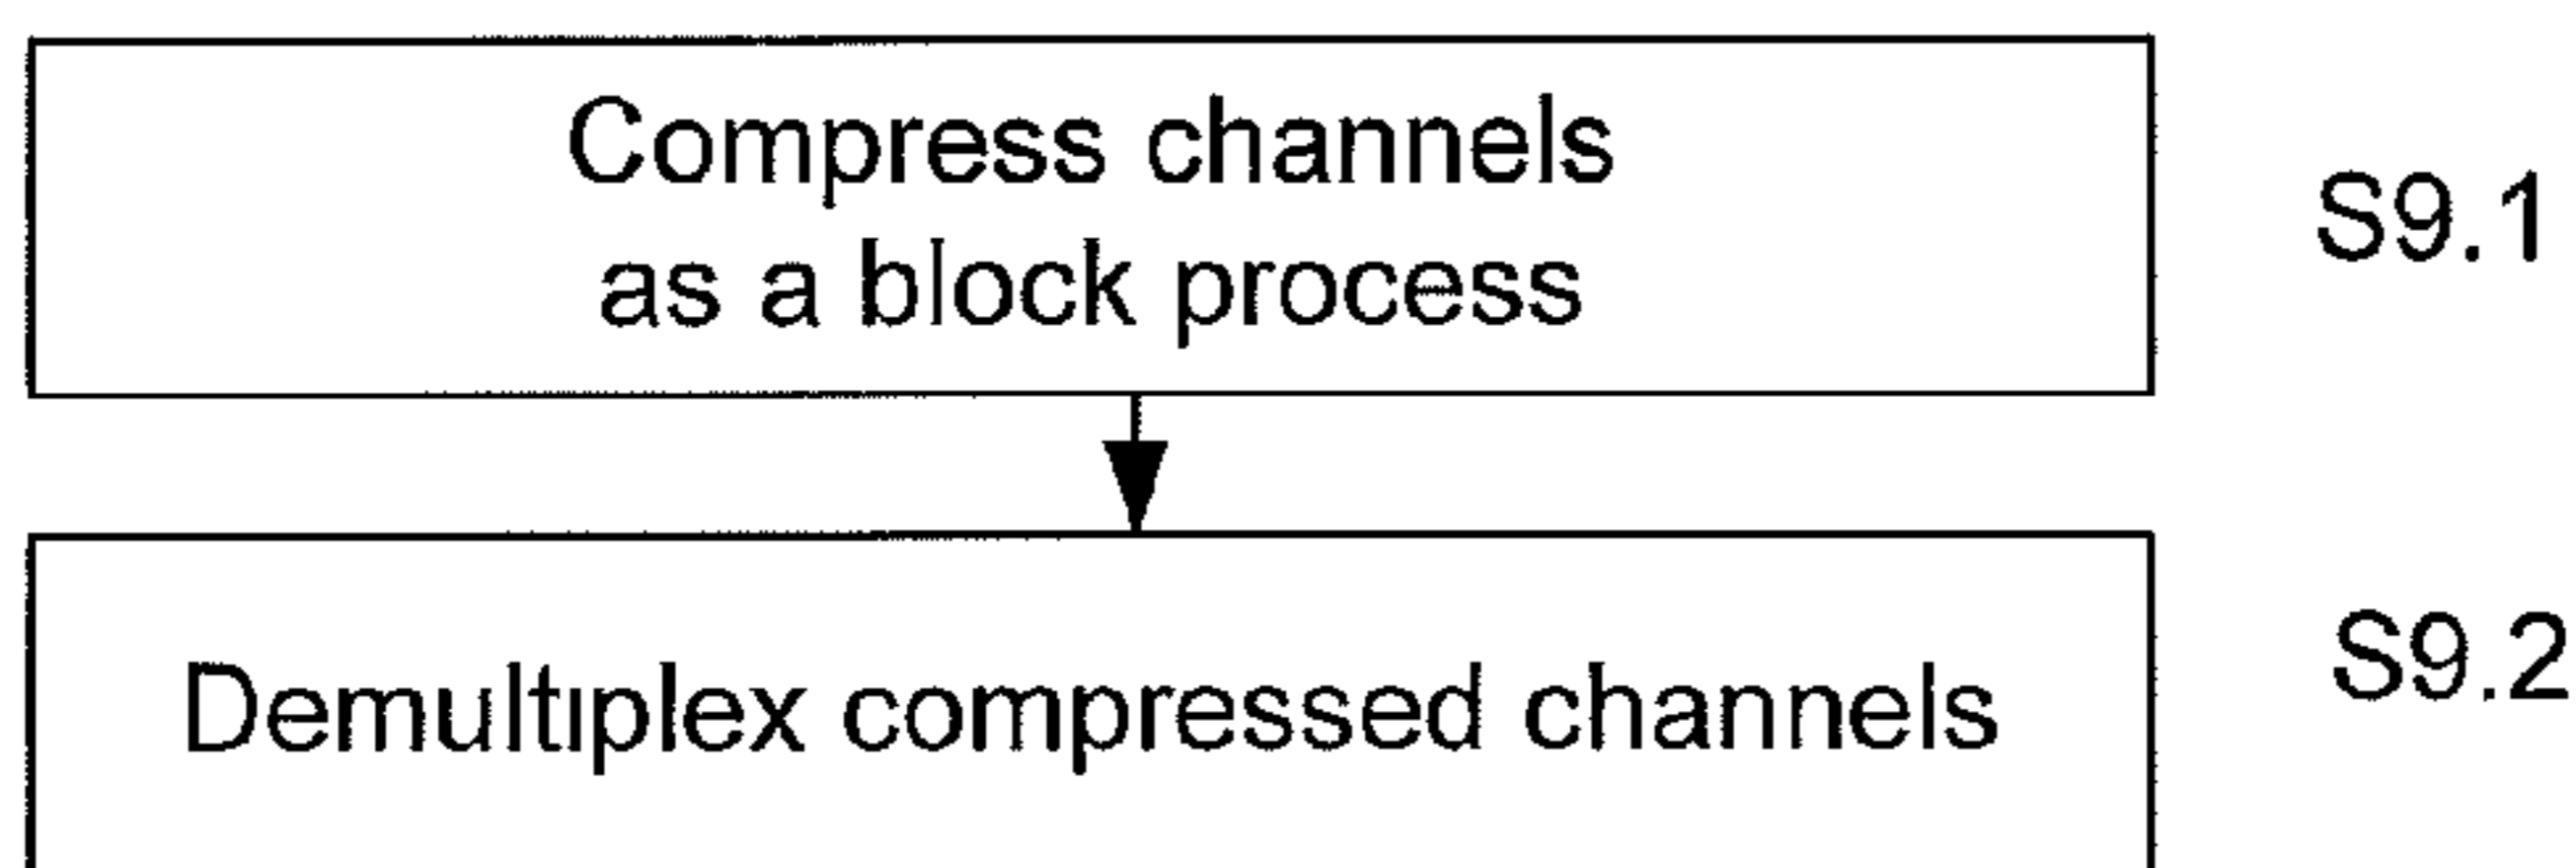 Compress channels
as a block process
S9.1
Demultiplex compressed channels
S9.2